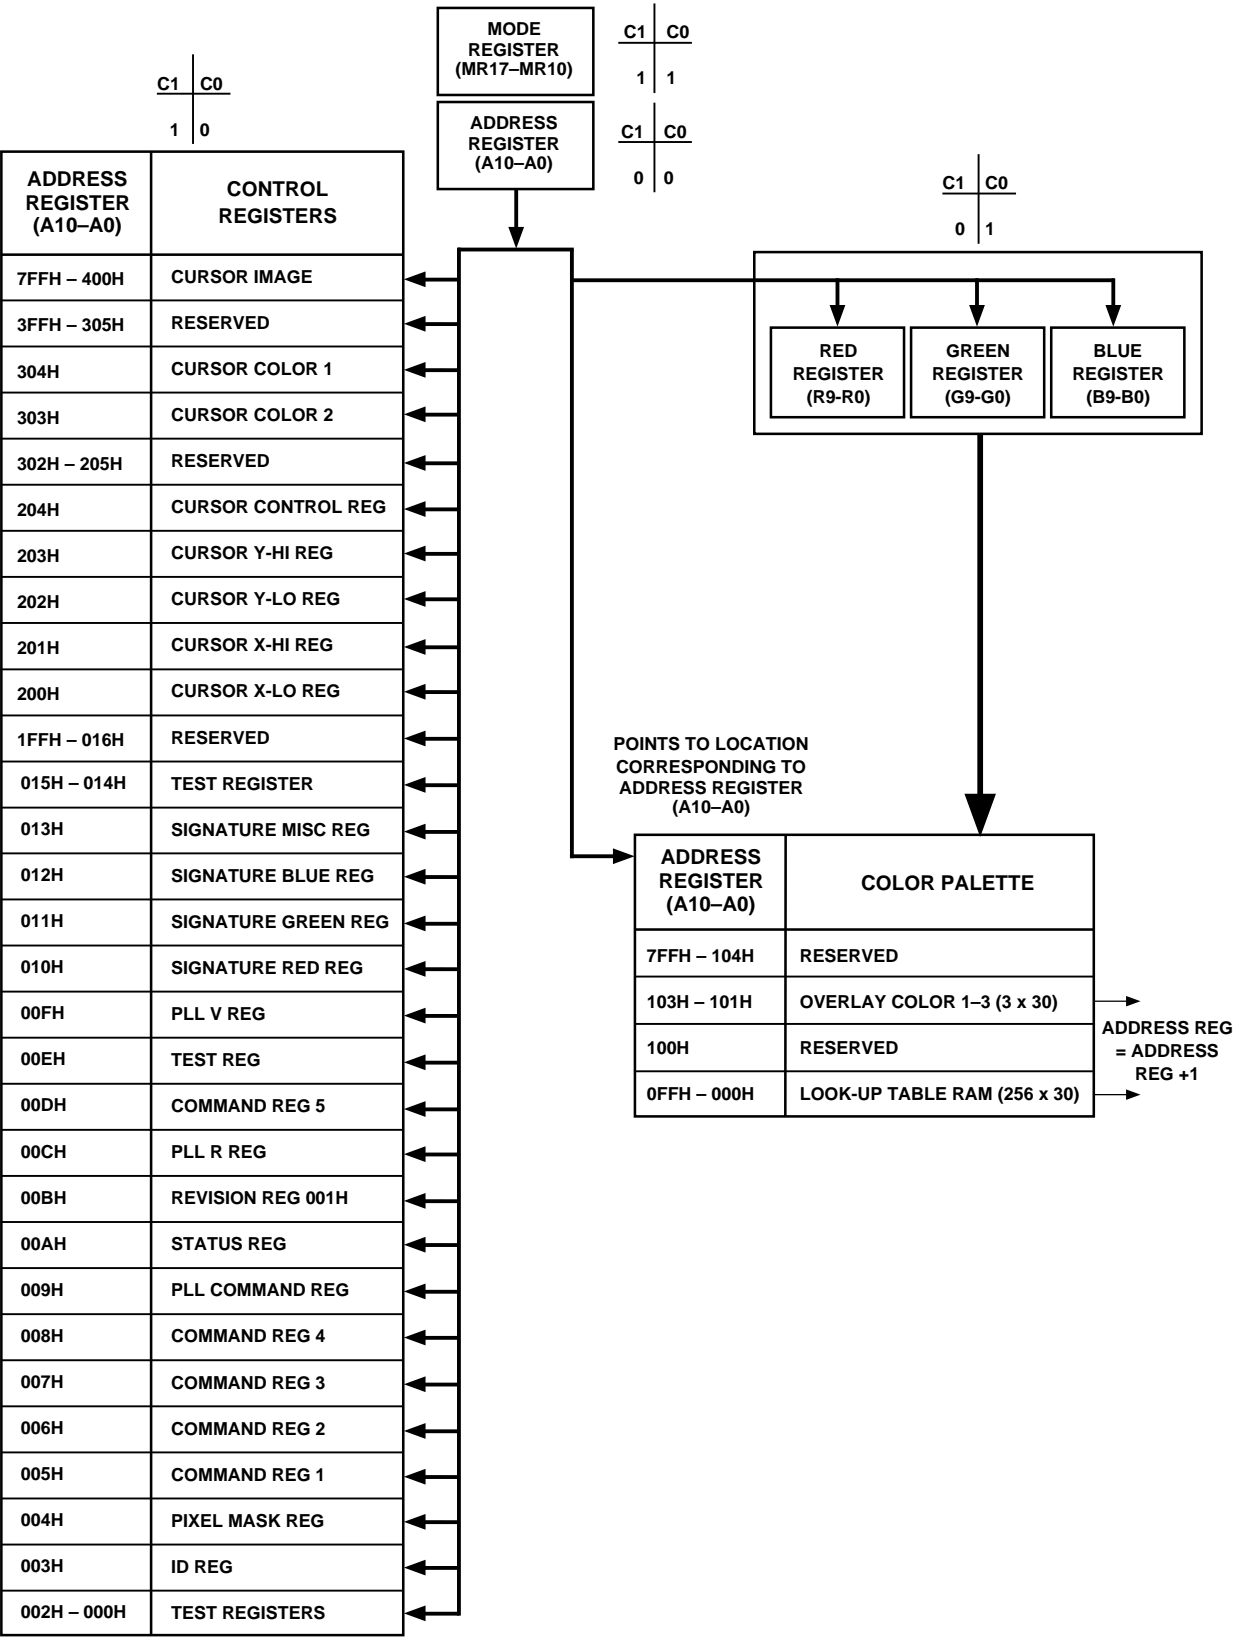 MODE
REGISTER
(MR17–MR10)
C1 C0
1 1
ADDRESS
REGISTER
(A10–A0)
C1 C0
0 0
C1 C0
1 0
ADDRESS
REGISTER
(A10–A0)
CONTROL
REGISTERS
7FFH – 400H CURSOR IMAGE
3FFH – 305H RESERVED
304H CURSOR COLOR 1
303H CURSOR COLOR 2
302H – 205H RESERVED
204H CURSOR CONTROL REG
203H CURSOR Y-HI REG
202H CURSOR Y-LO REG
201H CURSOR X-HI REG
200H CURSOR X-LO REG
1FFH – 016H RESERVED
015H – 014H TEST REGISTER
013H SIGNATURE MISC REG
012H SIGNATURE BLUE REG
011H SIGNATURE GREEN REG
010H SIGNATURE RED REG
00FH PLL V REG
00EH TEST REG
00DH COMMAND REG 5
00CH PLL R REG
00BH REVISION REG 001H
00AH STATUS REG
009H PLL COMMAND REG
008H COMMAND REG 4
007H COMMAND REG 3
006H COMMAND REG 2
005H COMMAND REG 1
004H PIXEL MASK REG
003H ID REG
002H – 000H TEST REGISTERS
C1 C0
0 1
RED
REGISTER
(R9-R0)
GREEN
REGISTER
(G9-G0)
BLUE
REGISTER
(B9-B0)
POINTS TO LOCATION
CORRESPONDING TO
ADDRESS REGISTER
(A10–A0)
ADDRESS
REGISTER
(A10–A0)
COLOR PALETTE
7FFH – 104H RESERVED
103H – 101H OVERLAY COLOR 1–3 (3 x 30)
100H RESERVED
0FFH – 000H LOOK-UP TABLE RAM (256 x 30)
ADDRESS REG
= ADDRESS
REG +1